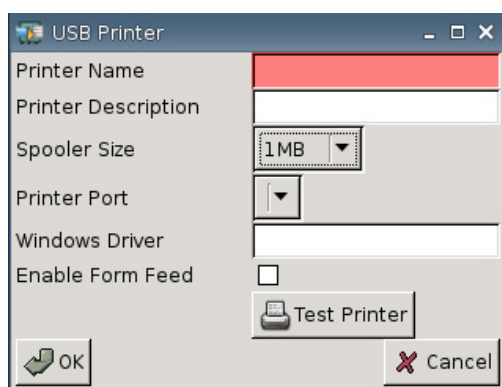 USB Printer
Printer Name
Printer Description
Spooler Size 1MB
Printer Port
Windows Driver
Enable Form Feed
Test Printer
OK Cancel